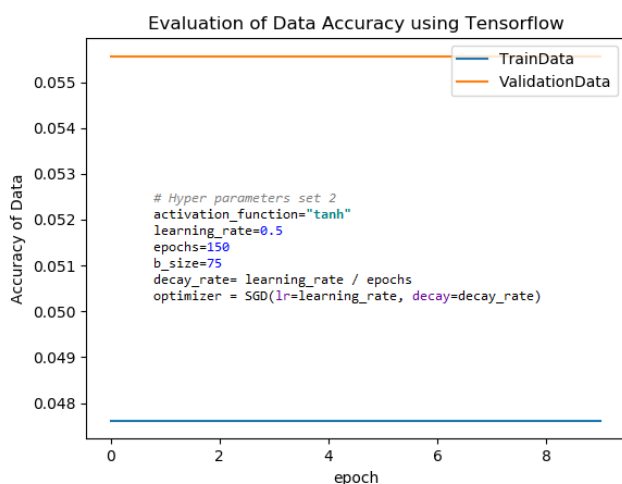 Evaluation of Data Accuracy using Tensorflow
TrainData
ValidationData
0.055
0.054
0.053
0.052
0.051
0.050
0.049
0.048
Accuracy of Data
# Hyper parameters set 2
activation_function="tanh"
learning_rate=0.5
epochs=150
b_size=75
decay_rate= learning_rate / epochs
optimizer = SGD(lr=learning_rate, decay=decay_rate)
0 2 4 6 8
epoch